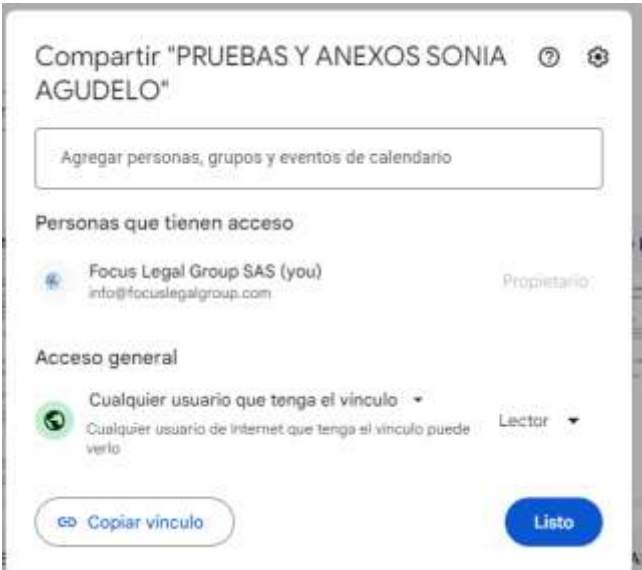 Compartir "PRUEBAS Y ANEXOS SONIA
AGUDELO"
Agregar personas, grupos y eventos de calendario
Personas que tienen acceso
Focus Legal Group SAS (you)
info@focuslegalgroup.com
Propietario
Acceso general
Cualquier usuario que tenga el vínculo
Cualquier usuario de Internet que tenga el vínculo puede
verlo
Lector
Copiar vínculo
Listo